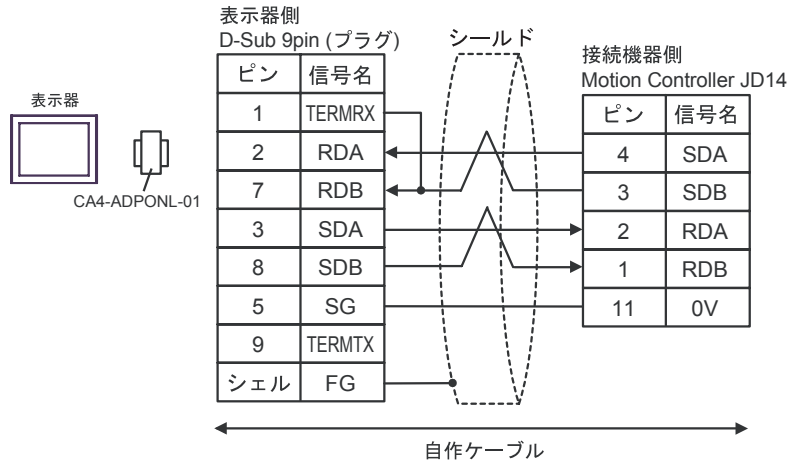 表示器側
D-Sub 9pin (プラグ)
シールド
接続機器側
Motion Controller JD14
表示器
CA4-ADPONL-01
ピン 信号名
1 TERMRX
2 RDA
7 RDB
3 SDA
8 SDB
5 SG
9 TERMTX
シェル FG
ピン 信号名
4 SDA
3 SDB
2 RDA
1 RDB
11 0V
自作ケーブル